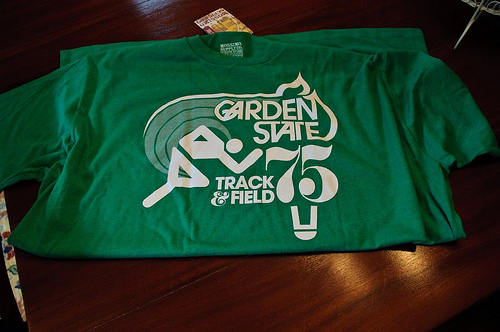 GARDEN
STATE
75
TRACK
& FIELD